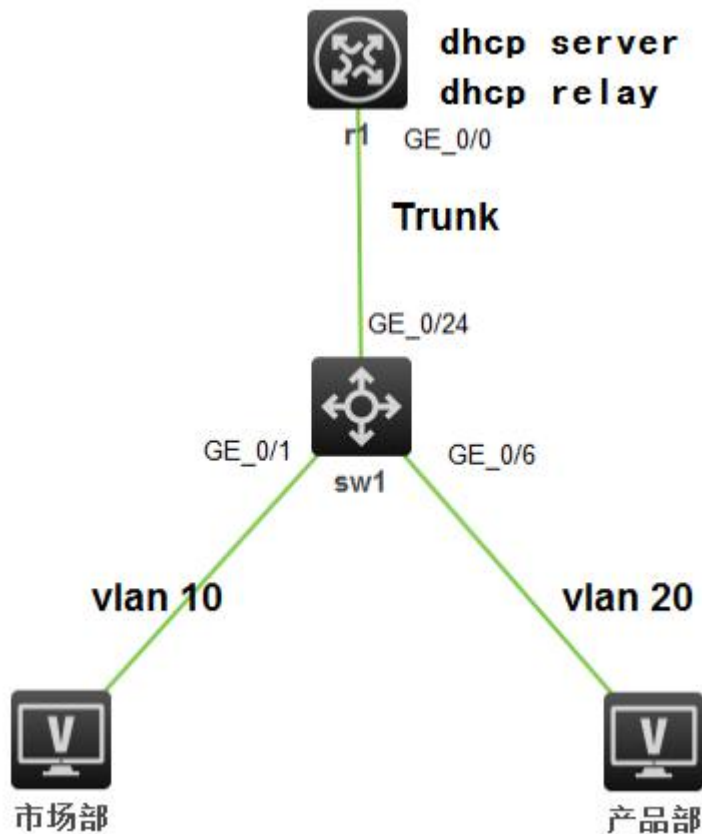 dhcp server
dhcp relay
r1
GE_0/0
Trunk
GE_0/24
GE_0/1
GE_0/6
sw1
vlan 10
vlan 20
V
V
市场部
产品部